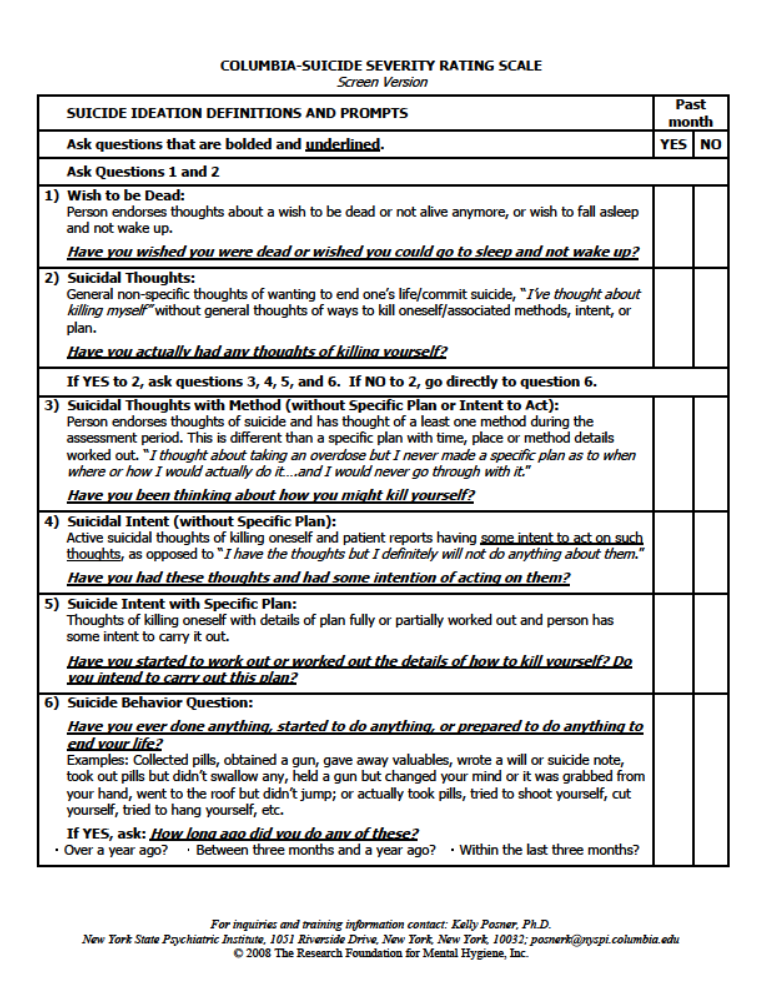 COLUMBIA-SUICIDE SEVERITY RATING SCALE
Screen Version
SUICIDE IDEATION DEFINITIONS AND PROMPTS
Past
month
Ask questions that are bolded and underlined.
YES NO
Ask Questions 1 and 2
1) Wish to be Dead:
Person endorses thoughts about a wish to be dead or not alive anymore, or wish to fall asleep
and not wake up.
Have you wished you were dead or wished you could go to sleep and not wake up?
2) Suicidal Thoughts:
General non-specific thoughts of wanting to end one's life/commit suicide, "I've thought about
killing myself" without general thoughts of ways to kill oneself/associated methods, intent, or
plan.
Have you actually had any thoughts of killing yourself?
If YES to 2, ask questions 3, 4, 5, and 6. If NO to 2, go directly to question 6.
3) Suicidal Thoughts with Method (without Specific Plan or Intent to Act):
Person endorses thoughts of suicide and has thought of a least one method during the
assessment period. This is different than a specific plan with time, place or method details
worked out. "I thought about taking an overdose but I never made a specific plan as to when
where or how I would actually do it….and I would never go through with it."
Have you been thinking about how you might kill yourself?
4) Suicidal Intent (without Specific Plan):
Active suicidal thoughts of killing oneself and patient reports having some intent to act on such
thoughts, as opposed to "I have the thoughts but I definitely will not do anything about them."
Have you had these thoughts and had some intention of acting on them?
5) Suicide Intent with Specific Plan:
Thoughts of killing oneself with details of plan fully or partially worked out and person has
some intent to carry it out.
Have you started to work out or worked out the details of how to kill yourself? Do
you intend to carry out this plan?
6) Suicide Behavior Question:
Have you ever done anything, started to do anything, or prepared to do anything to
end your life?
Examples: Collected pills, obtained a gun, gave away valuables, wrote a will or suicide note,
took out pills but didn't swallow any, held a gun but changed your mind or it was grabbed from
your hand, went to the roof but didn't jump; or actually took pills, tried to shoot yourself, cut
yourself, tried to hang yourself, etc.
If YES, ask: How long ago did you do any of these?
· Over a year ago? · Between three months and a year ago? · Within the last three months?
For inquiries and training information contact: Kelly Posner, Ph.D.
New York State Psychiatric Institute, 1051 Riverside Drive, New York, New York, 10032; posnerk@nyspi.columbia.edu
© 2008 The Research Foundation for Mental Hygiene, Inc.